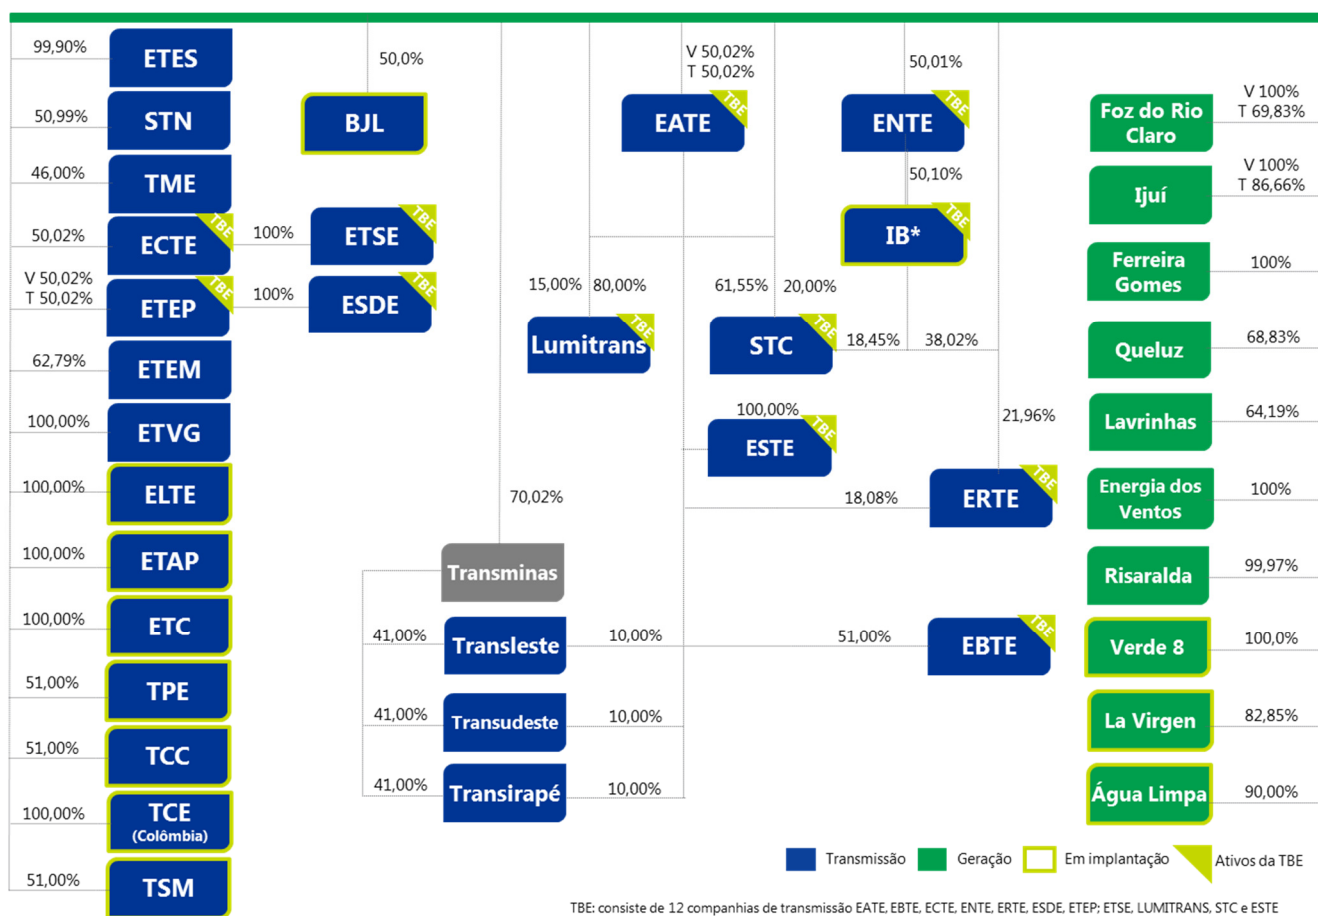 99,90%
ETES
50,99%
STN
46,00%
TME
50,02%
ECTE
TBE
100%
ETSE
TBE
V 50,02%
T 50,02%
ETEP
TBE
100%
ESDE
TBE
62,79%
ETEM
100,00%
ETVG
100,00%
ELTE
100,00%
ETAP
100,00%
ETC
51,00%
TPE
51,00%
TCC
100,00%
TCE
(Colômbia)
51,00%
TSM
50,0%
BJL
V 50,02%
T 50,02%
EATE
TBE
50,01%
ENTE
TBE
50,10%
IB*
TBE
15,00%
80,00%
Lumitrans
TBE
61,55%
20,00%
STC
TBE
18,45%
38,02%
100,00%
ESTE
TBE
21,96%
18,08%
ERTE
TBE
70,02%
Transminas
41,00%
Transleste
10,00%
51,00%
EBTE
TBE
41,00%
Transudeste
10,00%
41,00%
Transirapé
10,00%
Foz do Rio
Claro
V 100%
T 69,83%
Ijuí
V 100%
T 86,66%
Ferreira
Gomes
100%
Queluz
68,83%
Lavrinhas
64,19%
Energia dos
Ventos
100%
Risaralda
99,97%
Verde 8
100,0%
La Virgen
82,85%
Água Limpa
90,00%
Transmissão
Geração
Em implantação
Ativos da TBE
TBE: consiste de 12 companhias de transmissão EATE, EBTE, ECTE, ENTE, ERTE, ESDE, ETEP; ETSE, LUMITRANS, STC e ESTE